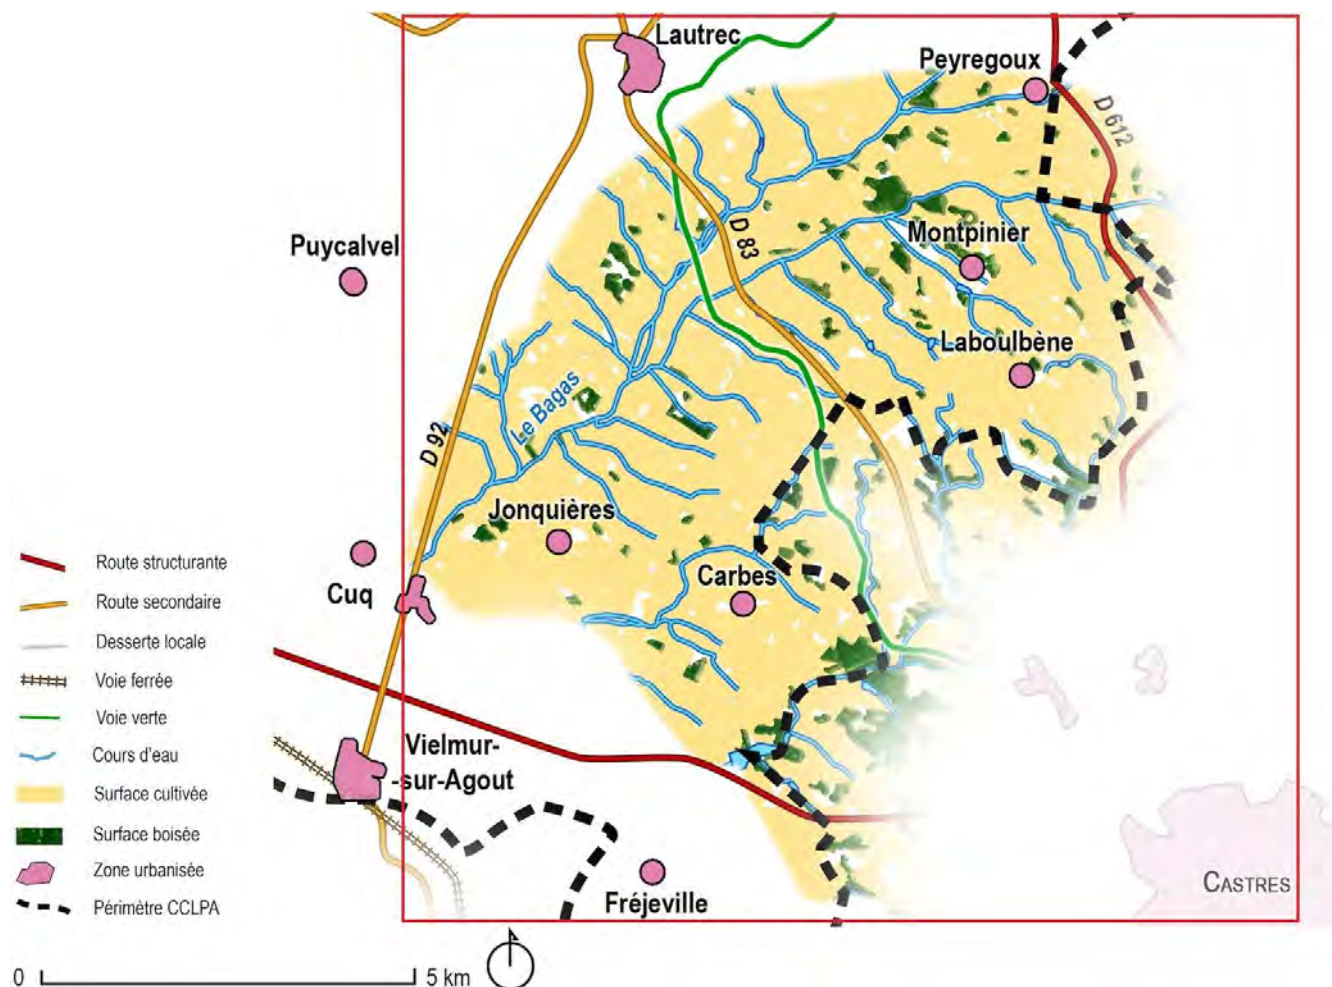 Lautrec
Peyregoux
D 612
Puycalvel
D 83
Montpinier
Laboulbène
Le Bagas
D 92
Jonquières
Cuq
Carbes
Vielmur-
-sur-Agout
Fréjeville
CASTRES
Route structurante
Route secondaire
Desserte locale
Voie ferrée
Voie verte
Cours d'eau
Surface cultivée
Surface boisée
Zone urbanisée
Périmètre CCLPA
0 5 km